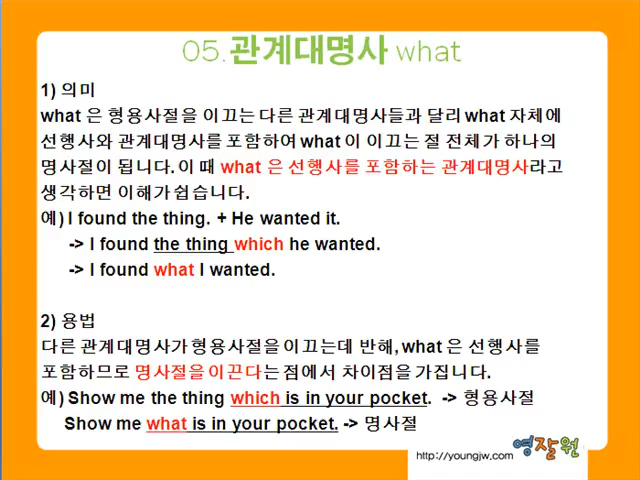 05.관계대명사 what
1) 의미
what 은 형용사절을 이끄는 다른 관계대명사들과 달리 what 자체에
선행사와 관계대명사를 포함하여 what 이 이끄는 절 전체가 하나의
명사절이 됩니다. 이 때 what 은 선행사를 포함하는 관계대명사라고
생각하면 이해가 쉽습니다.
예) I found the thing. + He wanted it.
-> I found the thing which he wanted.
-> I found what I wanted.
2) 용법
다른 관계대명사가 형용사절을 이끄는데 반해, what 은 선행사를
포함하므로 명사절을 이끈다는 점에서 차이점을 가집니다.
예) Show me the thing which is in your pocket. -> 형용사절
Show me what is in your pocket. -> 명사절
http://youngjw.com 영잘원